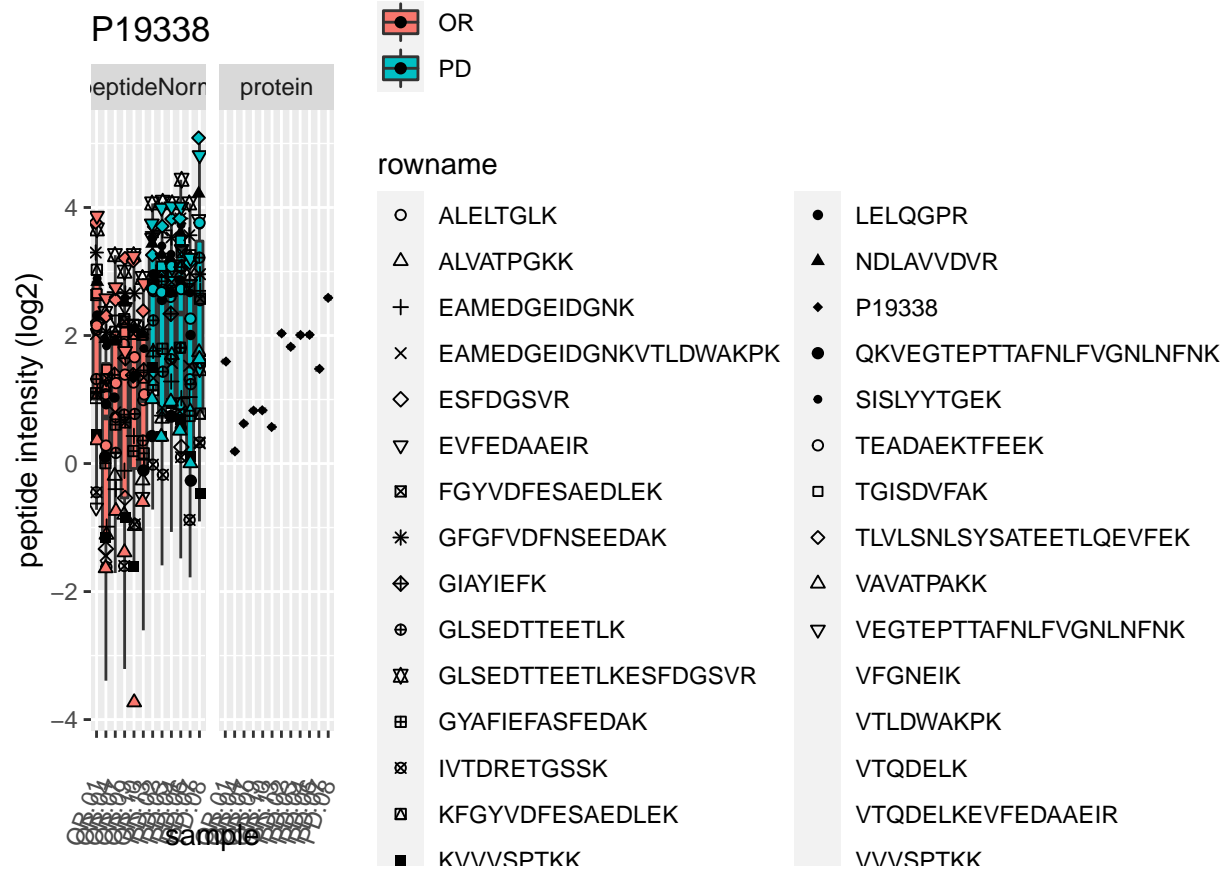 P19338
OR
PD
eptideNorn
protein
rowname
ALELTGLK
ALVATPGKK
EAMEDGEIDGNK
EAMEDGEIDGNKVTLDWAKPK
ESFDGSVR
EVFEDAAEIR
FGYVDFESAEDLEK
GFGFVDFNSEEDAK
GIAYIEFK
GLSEDTTEETLK
GLSEDTTEETLKESFDGSVR
GYAFIEFASFEDAK
IVTDRETGSSK
KFGYVDFESAEDLEK
KVVVSPTKK
LELQGPR
NDLAVVDVR
P19338
QKVEGTEPTTAFNLFVGNLNFNK
SISLYYTGEK
TEADAEKTFEEK
TGISDVFAK
TLVLSNLSYSATEETLQEVFEK
VAVATPAKK
VEGTEPTTAFNLFVGNLNFNK
VFGNEIK
VTLDWAKPK
VTQDELK
VTQDELKEVFEDAAEIR
VVVSPTKK
peptide intensity (log2)
4
2
0
−2
−4
sample